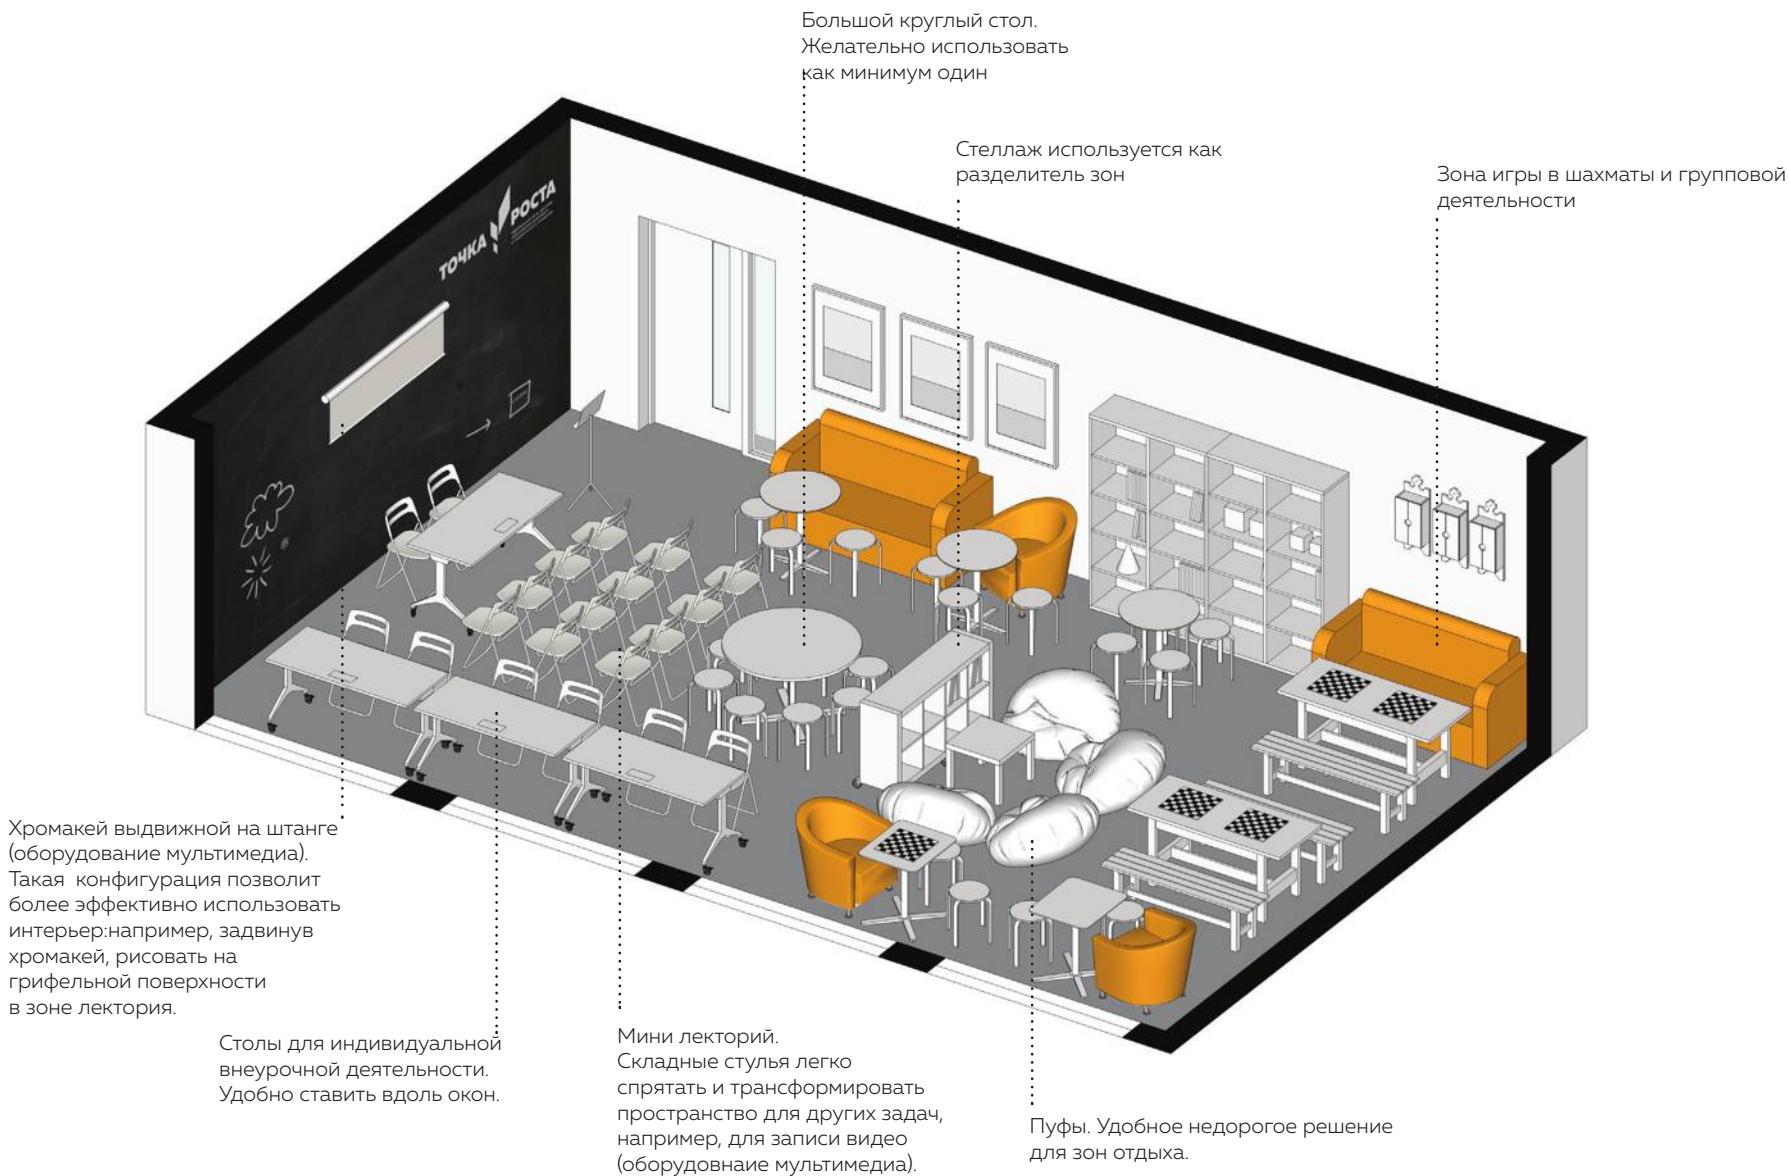 Большой круглый стол.
Желательно использовать
как минимум один
Стеллаж используется как
разделитель зон
Зона игры в шахматы и групповой
деятельности
ТОЧКА РОСТА
Хромакей выдвижной на штанге
(оборудование мультимедиа).
Такая конфигурация позволит
более эффективно использовать
интерьер:например, задвинув
хромакей, рисовать на
грифельной поверхности
в зоне лектория.
Столы для индивидуальной
внеурочной деятельности.
Удобно ставить вдоль окон.
Мини лекторий.
Складные стулья легко
спрятать и трансформировать
пространство для других задач,
например, для записи видео
(оборудовнаие мультимедиа).
Пуфы. Удобное недорогое решение
для зон отдыха.